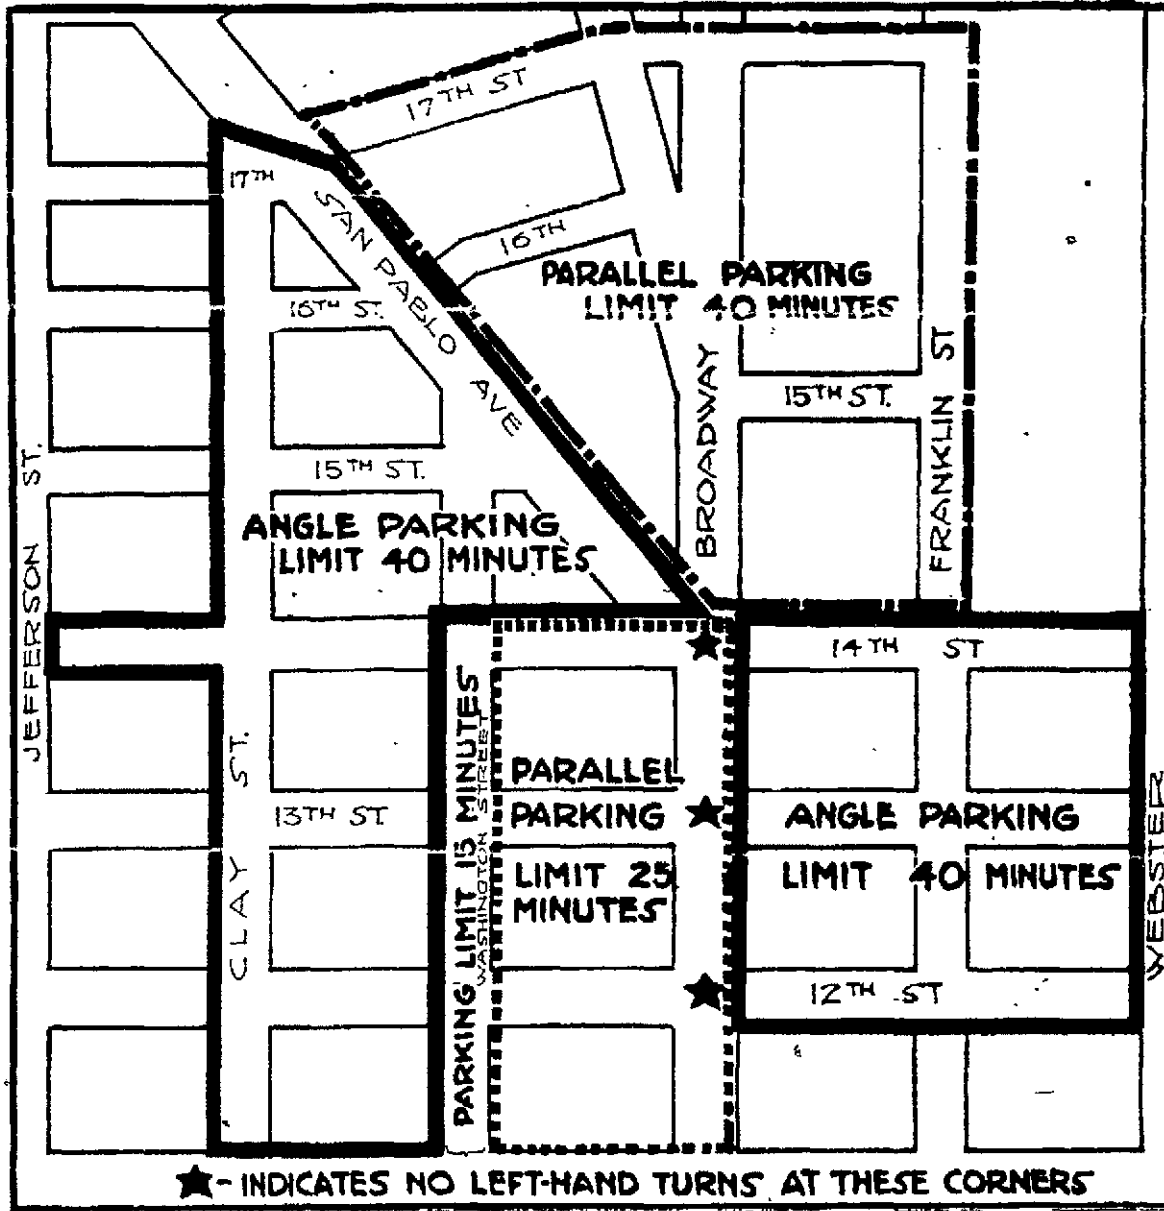 17TH ST
17TH
SAN PABLO AVE
16TH
16TH ST.
PARALLEL PARKING
LIMIT 40 MINUTES
BROADWAY
15TH ST.
FRANKLIN ST
JEFFERSON ST.
15TH ST.
ANGLE PARKING
LIMIT 40 MINUTES
14TH ST
CLAY ST.
13TH ST.
PARKING LIMIT 15 MINUTES
WASHINGTON STREET
PARALLEL
PARKING
LIMIT 25
MINUTES
ANGLE PARKING
LIMIT 40 MINUTES
12TH ST
WEBSTER
★ - INDICATES NO LEFT-HAND TURNS AT THESE CORNERS